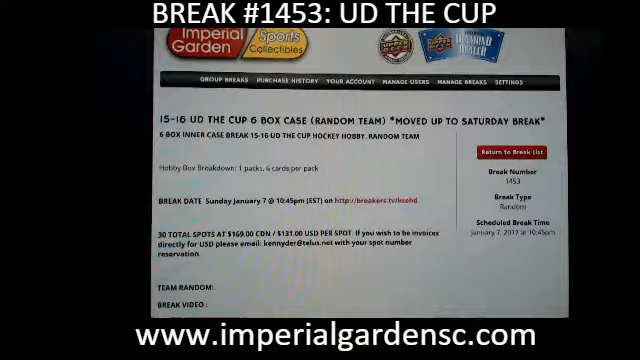 BREAK #1453: UD THE CUP
Imperial Garden Sports Collectibles
UPPER DECK DIAMOND DEALER
GROUP BREAKS PURCHASE HISTORY YOUR ACCOUNT MANAGE USERS MANAGE BREAKS SETTINGS
15-16 UD THE CUP 6 BOX CASE (RANDOM TEAM) *MOVED UP TO SATURDAY BREAK*
6 BOX INNER CASE BREAK 15-16 UD THE CUP HOCKEY HOBBY. RANDOM TEAM
Return to Break List
Hobby Box Breakdown: 1 packs, 6 cards per pack
Break Number
1453
Break Type
Random
BREAK DATE Sunday January 7 @ 10:45pm [EST] on http://breakers.tv/ksohd
Scheduled Break Time
January 7, 2017 at 10:45pm
30 TOTAL SPOTS AT $169.00 CDN / $131.00 USD PER SPOT. If you wish to be invoices
directly for USD please email: kennyder@telus.net with your spot number
reservation.
TEAM RANDOM:
BREAK VIDEO :
www.imperialgardensc.com